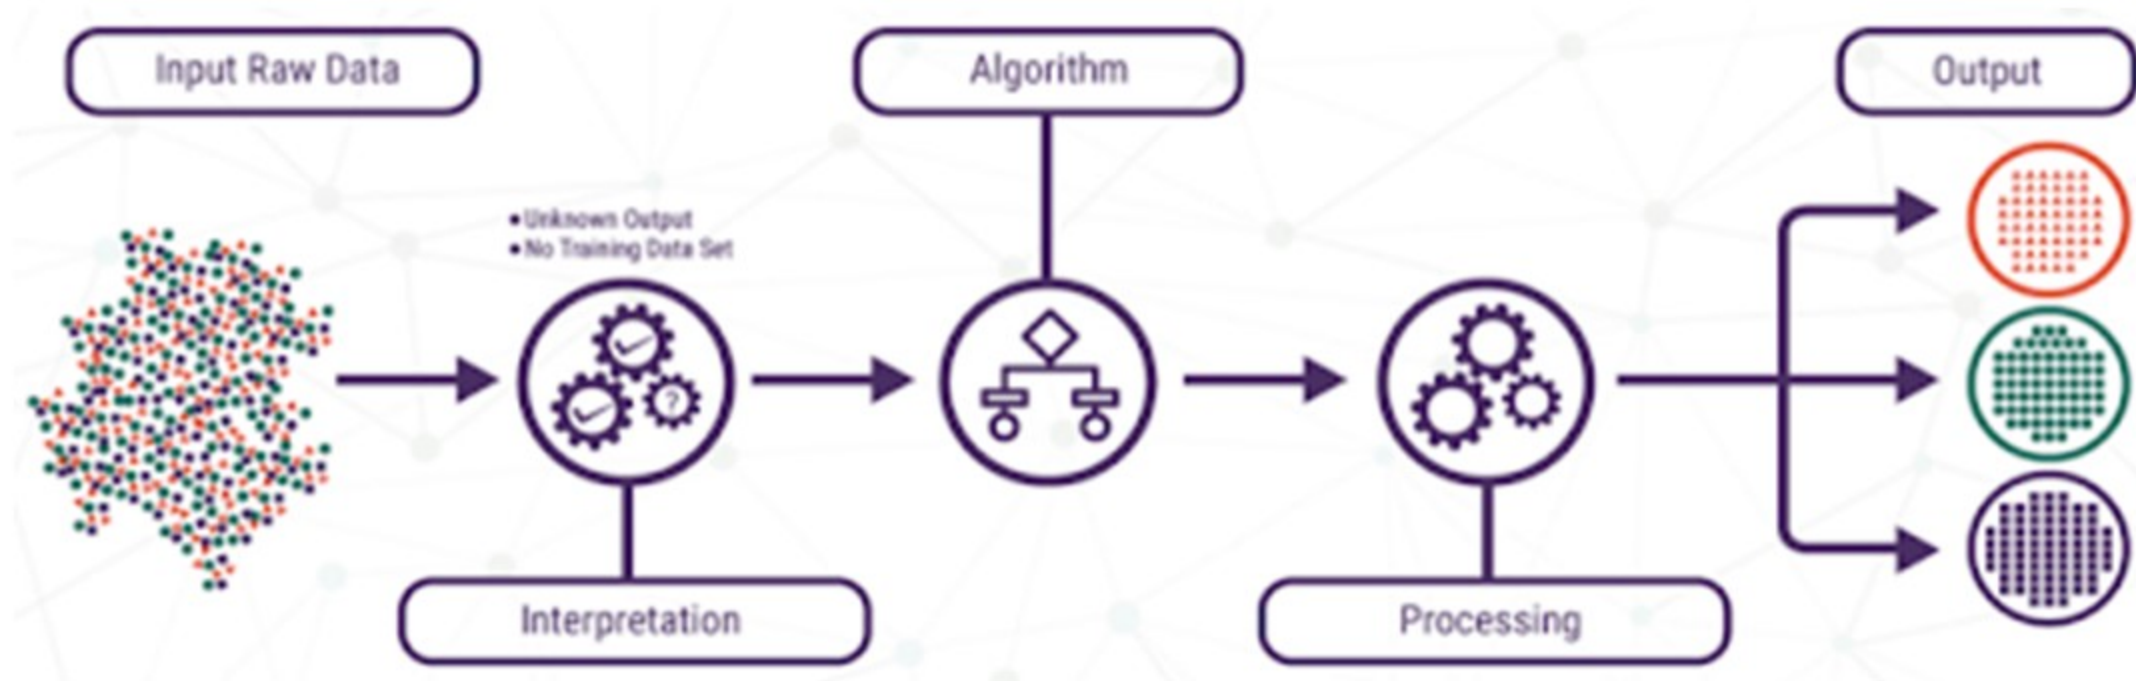 Input Raw Data
Algorithm
Output
• Unknown Output
• No Training Data Set
?
Interpretation
Processing